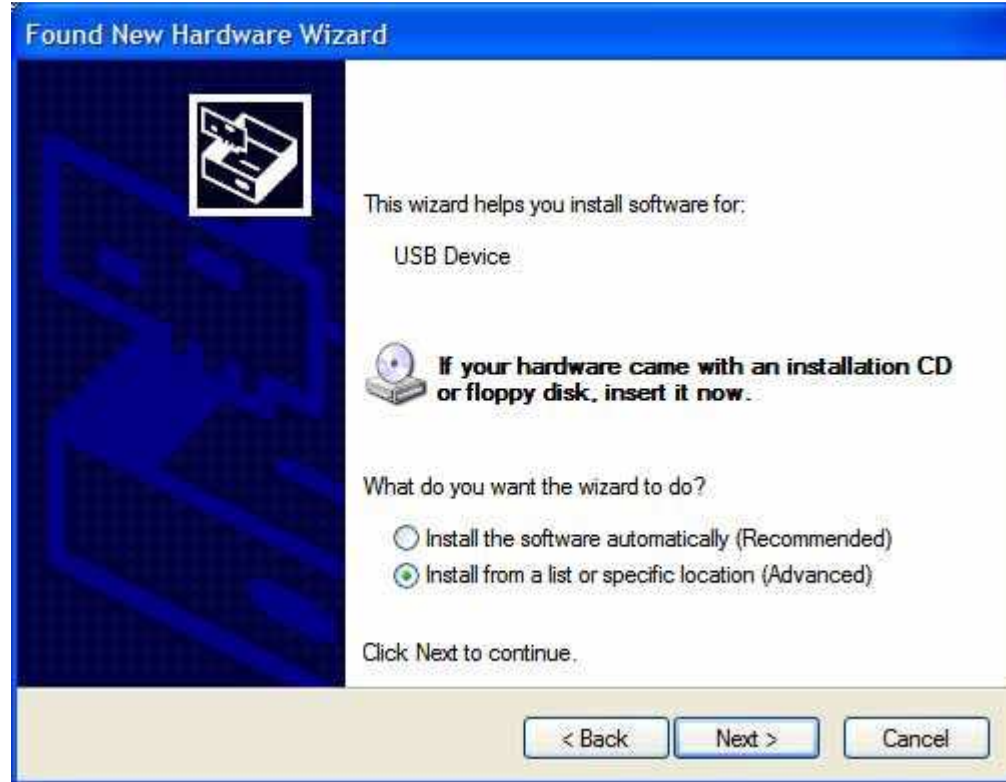 Found New Hardware Wizard
This wizard helps you install software for:
USB Device
If your hardware came with an installation CD
or floppy disk, insert it now.
What do you want the wizard to do?
Install the software automatically (Recommended)
Install from a list or specific location (Advanced)
Click Next to continue.
< Back Next > Cancel